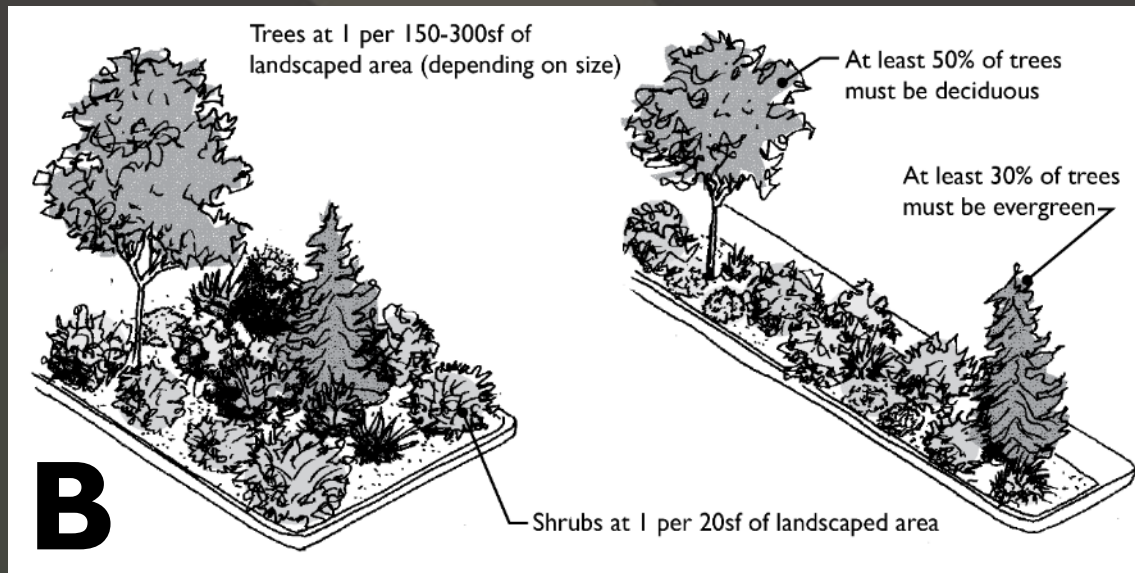 Trees at 1 per 150-300sf of
landscaped area (depending on size)
At least 50% of trees
must be deciduous
At least 30% of trees
must be evergreen
Shrubs at 1 per 20sf of landscaped area
B